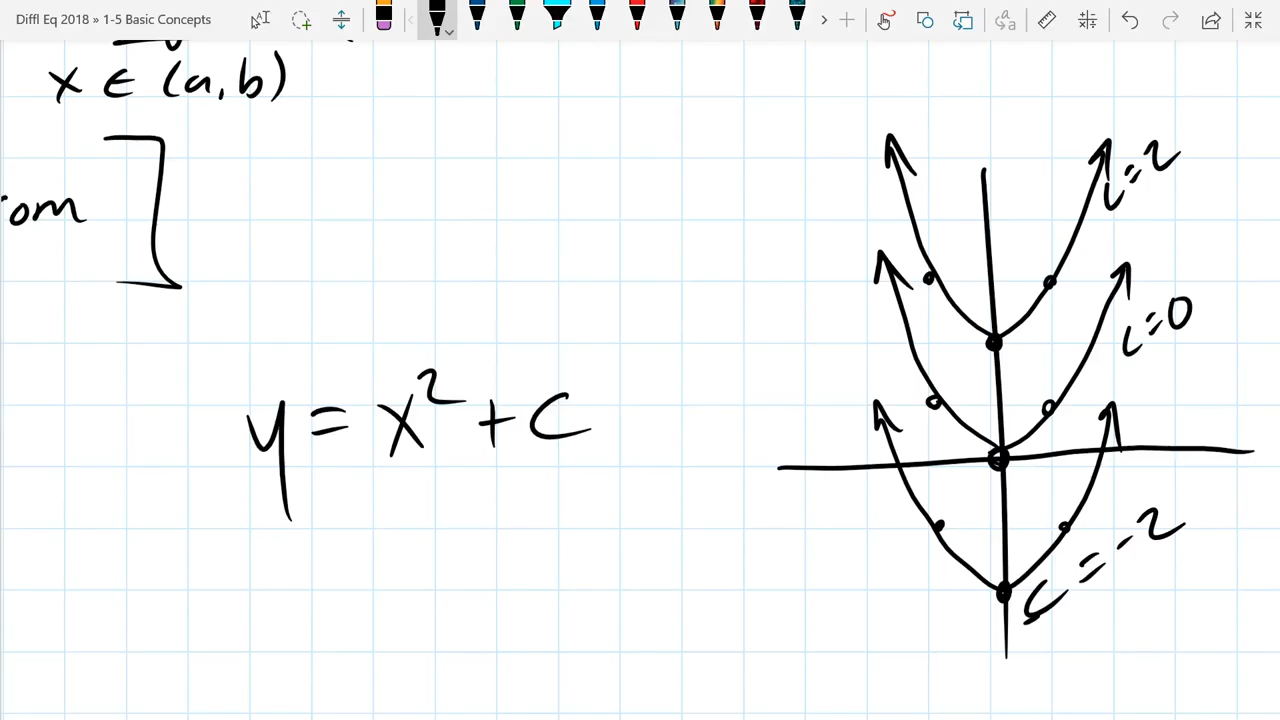 Diffl Eq 2018 » 1-5 Basic Concepts
x ∈ (a,b)
om ]
y = x² + C
c=2
c=0
c=-2